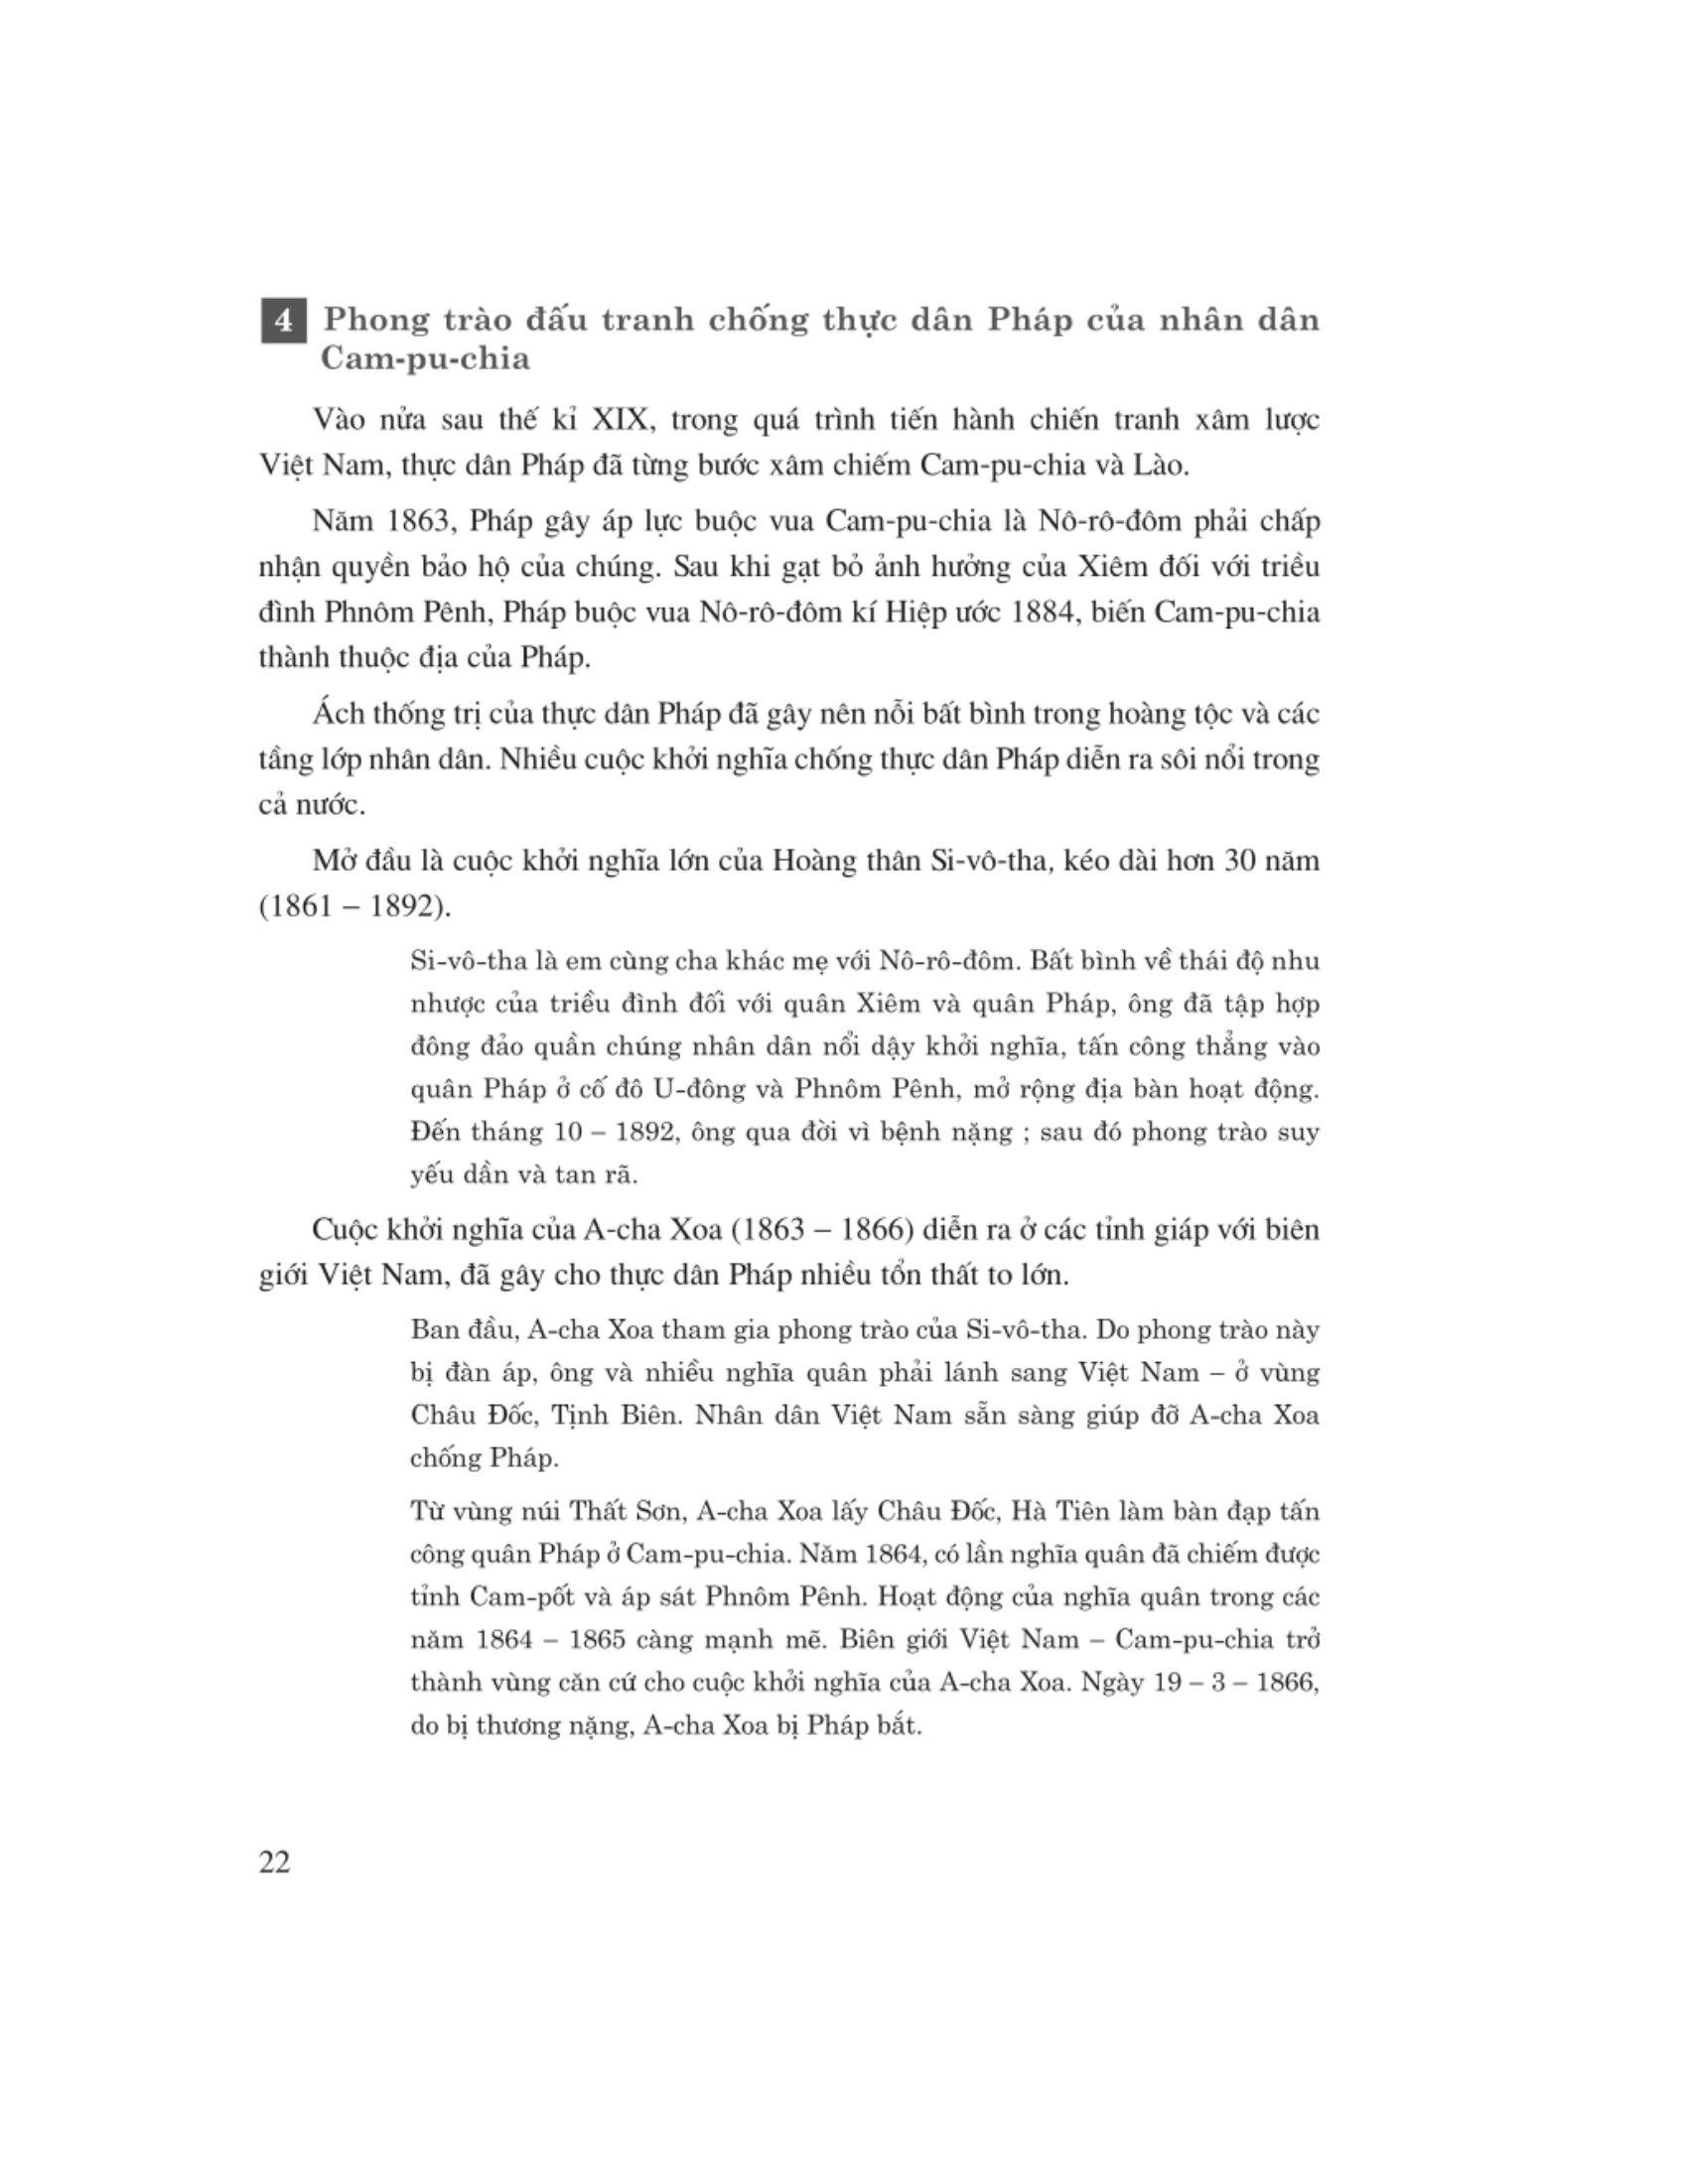 4 Phong trào đấu tranh chống thực dân Pháp của nhân dân
Cam-pu-chia
Vào nửa sau thế kỉ XIX, trong quá trình tiến hành chiến tranh xâm lược
Việt Nam, thực dân Pháp đã từng bước xâm chiếm Cam-pu-chia và Lào.
Năm 1863, Pháp gây áp lực buộc vua Cam-pu-chia là Nô-rô-đôm phải chấp
nhận quyền bảo hộ của chúng. Sau khi gạt bỏ ảnh hưởng của Xiêm đối với triều
đình Phnôm Pênh, Pháp buộc vua Nô-rô-đôm kí Hiệp ước 1884, biến Cam-pu-chia
thành thuộc địa của Pháp.
Ách thống trị của thực dân Pháp đã gây nên nỗi bất bình trong hoàng tộc và các
tầng lớp nhân dân. Nhiều cuộc khởi nghĩa chống thực dân Pháp diễn ra sôi nổi trong
cả nước.
Mở đầu là cuộc khởi nghĩa lớn của Hoàng thân Si-vô-tha, kéo dài hơn 30 năm
(1861 – 1892).
Si-vô-tha là em cùng cha khác mẹ với Nô-rô-đôm. Bất bình về thái độ nhu
nhược của triều đình đối với quân Xiêm và quân Pháp, ông đã tập hợp
đông đảo quần chúng nhân dân nổi dậy khởi nghĩa, tấn công thẳng vào
quân Pháp ở cố đô U-đông và Phnôm Pênh, mở rộng địa bàn hoạt động.
Đến tháng 10 – 1892, ông qua đời vì bệnh nặng ; sau đó phong trào suy
yếu dần và tan rã.
Cuộc khởi nghĩa của A-cha Xoa (1863 – 1866) diễn ra ở các tỉnh giáp với biên
giới Việt Nam, đã gây cho thực dân Pháp nhiều tổn thất to lớn.
Ban đầu, A-cha Xoa tham gia phong trào của Si-vô-tha. Do phong trào này
bị đàn áp, ông và nhiều nghĩa quân phải lánh sang Việt Nam – ở vùng
Châu Đốc, Tịnh Biên. Nhân dân Việt Nam sẵn sàng giúp đỡ A-cha Xoa
chống Pháp.
Từ vùng núi Thất Sơn, A-cha Xoa lấy Châu Đốc, Hà Tiên làm bàn đạp tấn
công quân Pháp ở Cam-pu-chia. Năm 1864, có lần nghĩa quân đã chiếm được
tỉnh Cam-pốt và áp sát Phnôm Pênh. Hoạt động của nghĩa quân trong các
năm 1864 – 1865 càng mạnh mẽ. Biên giới Việt Nam – Cam-pu-chia trở
thành vùng căn cứ cho cuộc khởi nghĩa của A-cha Xoa. Ngày 19 – 3 – 1866,
do bị thương nặng, A-cha Xoa bị Pháp bắt.
22